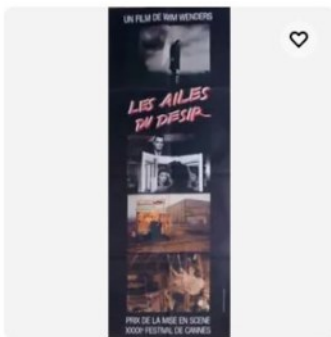 UN FILM DE WIM WENDERS
LES AILES
DU DESIR
PRIX DE LA MISE EN SCENE
XXXXe FESTIVAL DE CANNES